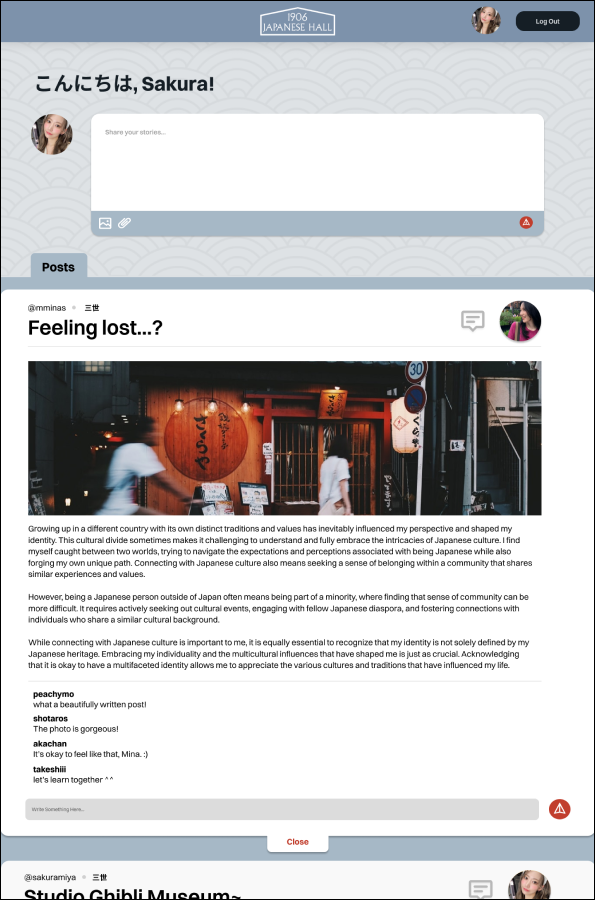 1906
JAPANESE HALL
Log Out
こんにちは, Sakura!
Share your stories...
Posts
@mminas
三世
Feeling lost...?
30
Growing up in a different country with its own distinct traditions and values has inevitably influenced my perspective and shaped my
identity. This cultural divide sometimes makes it challenging to understand and fully embrace the intricacies of Japanese culture. I find
myself caught between two worlds, trying to navigate the expectations and perceptions associated with being Japanese while also
forging my own unique path. Connecting with Japanese culture also means seeking a sense of belonging within a community that shares
similar experiences and values.
However, being a Japanese person outside of Japan often means being part of a minority, where finding that sense of community can be
more difficult. It requires actively seeking out cultural events, engaging with fellow Japanese diaspora, and fostering connections with
individuals who share a similar cultural background.
While connecting with Japanese culture is important to me, it is equally essential to recognize that my identity is not solely defined by my
Japanese heritage. Embracing my individuality and the multicultural influences that have shaped me is just as crucial. Acknowledging
that it is okay to have a multifaceted identity allows me to appreciate the various cultures and traditions that have influenced my life.
peachymo
what a beautifully written post!
shotaros
The photo is gorgeous!
akachan
It's okay to feel like that, Mina. :)
takeshiii
let's learn together ^^
Write Something Here...
Close
@sakuramiya
三世
Studio Ghibli Museum~